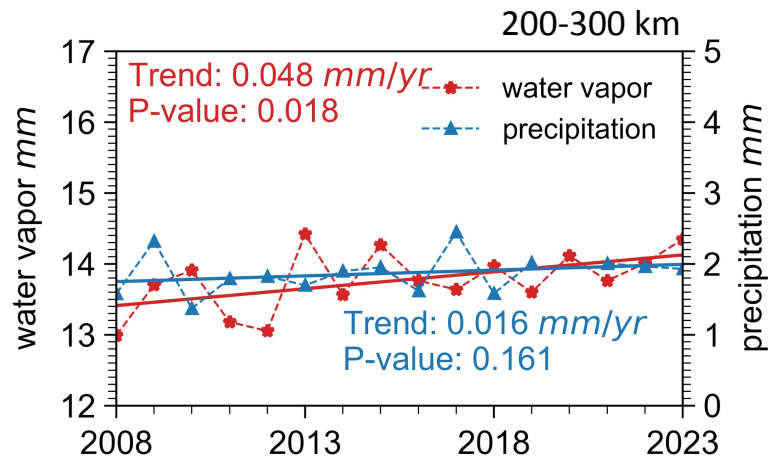 200-300 km
17
16
15
14
13
12
water vapor mm
Trend: 0.048 mm/yr
P-value: 0.018
water vapor
precipitation
Trend: 0.016 mm/yr
P-value: 0.161
5
4
3
2
1
0
precipitation mm
2008
2013
2018
2023